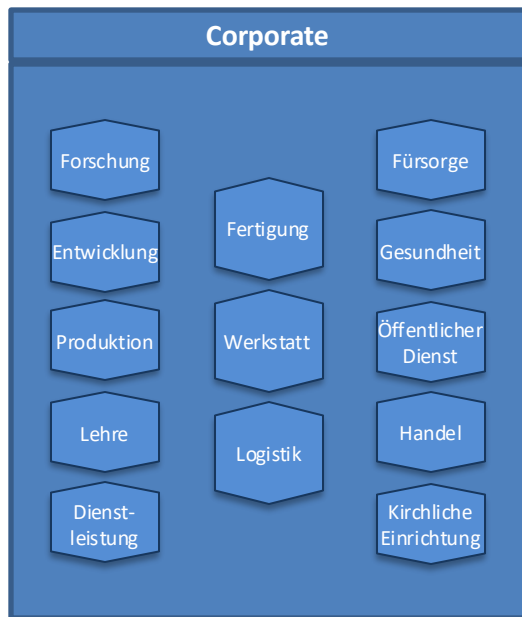 Corporate
Forschung
Entwicklung
Produktion
Lehre
Dienst-
leistung
Fertigung
Werkstatt
Logistik
Fürsorge
Gesundheit
Öffentlicher
Dienst
Handel
Kirchliche
Einrichtung